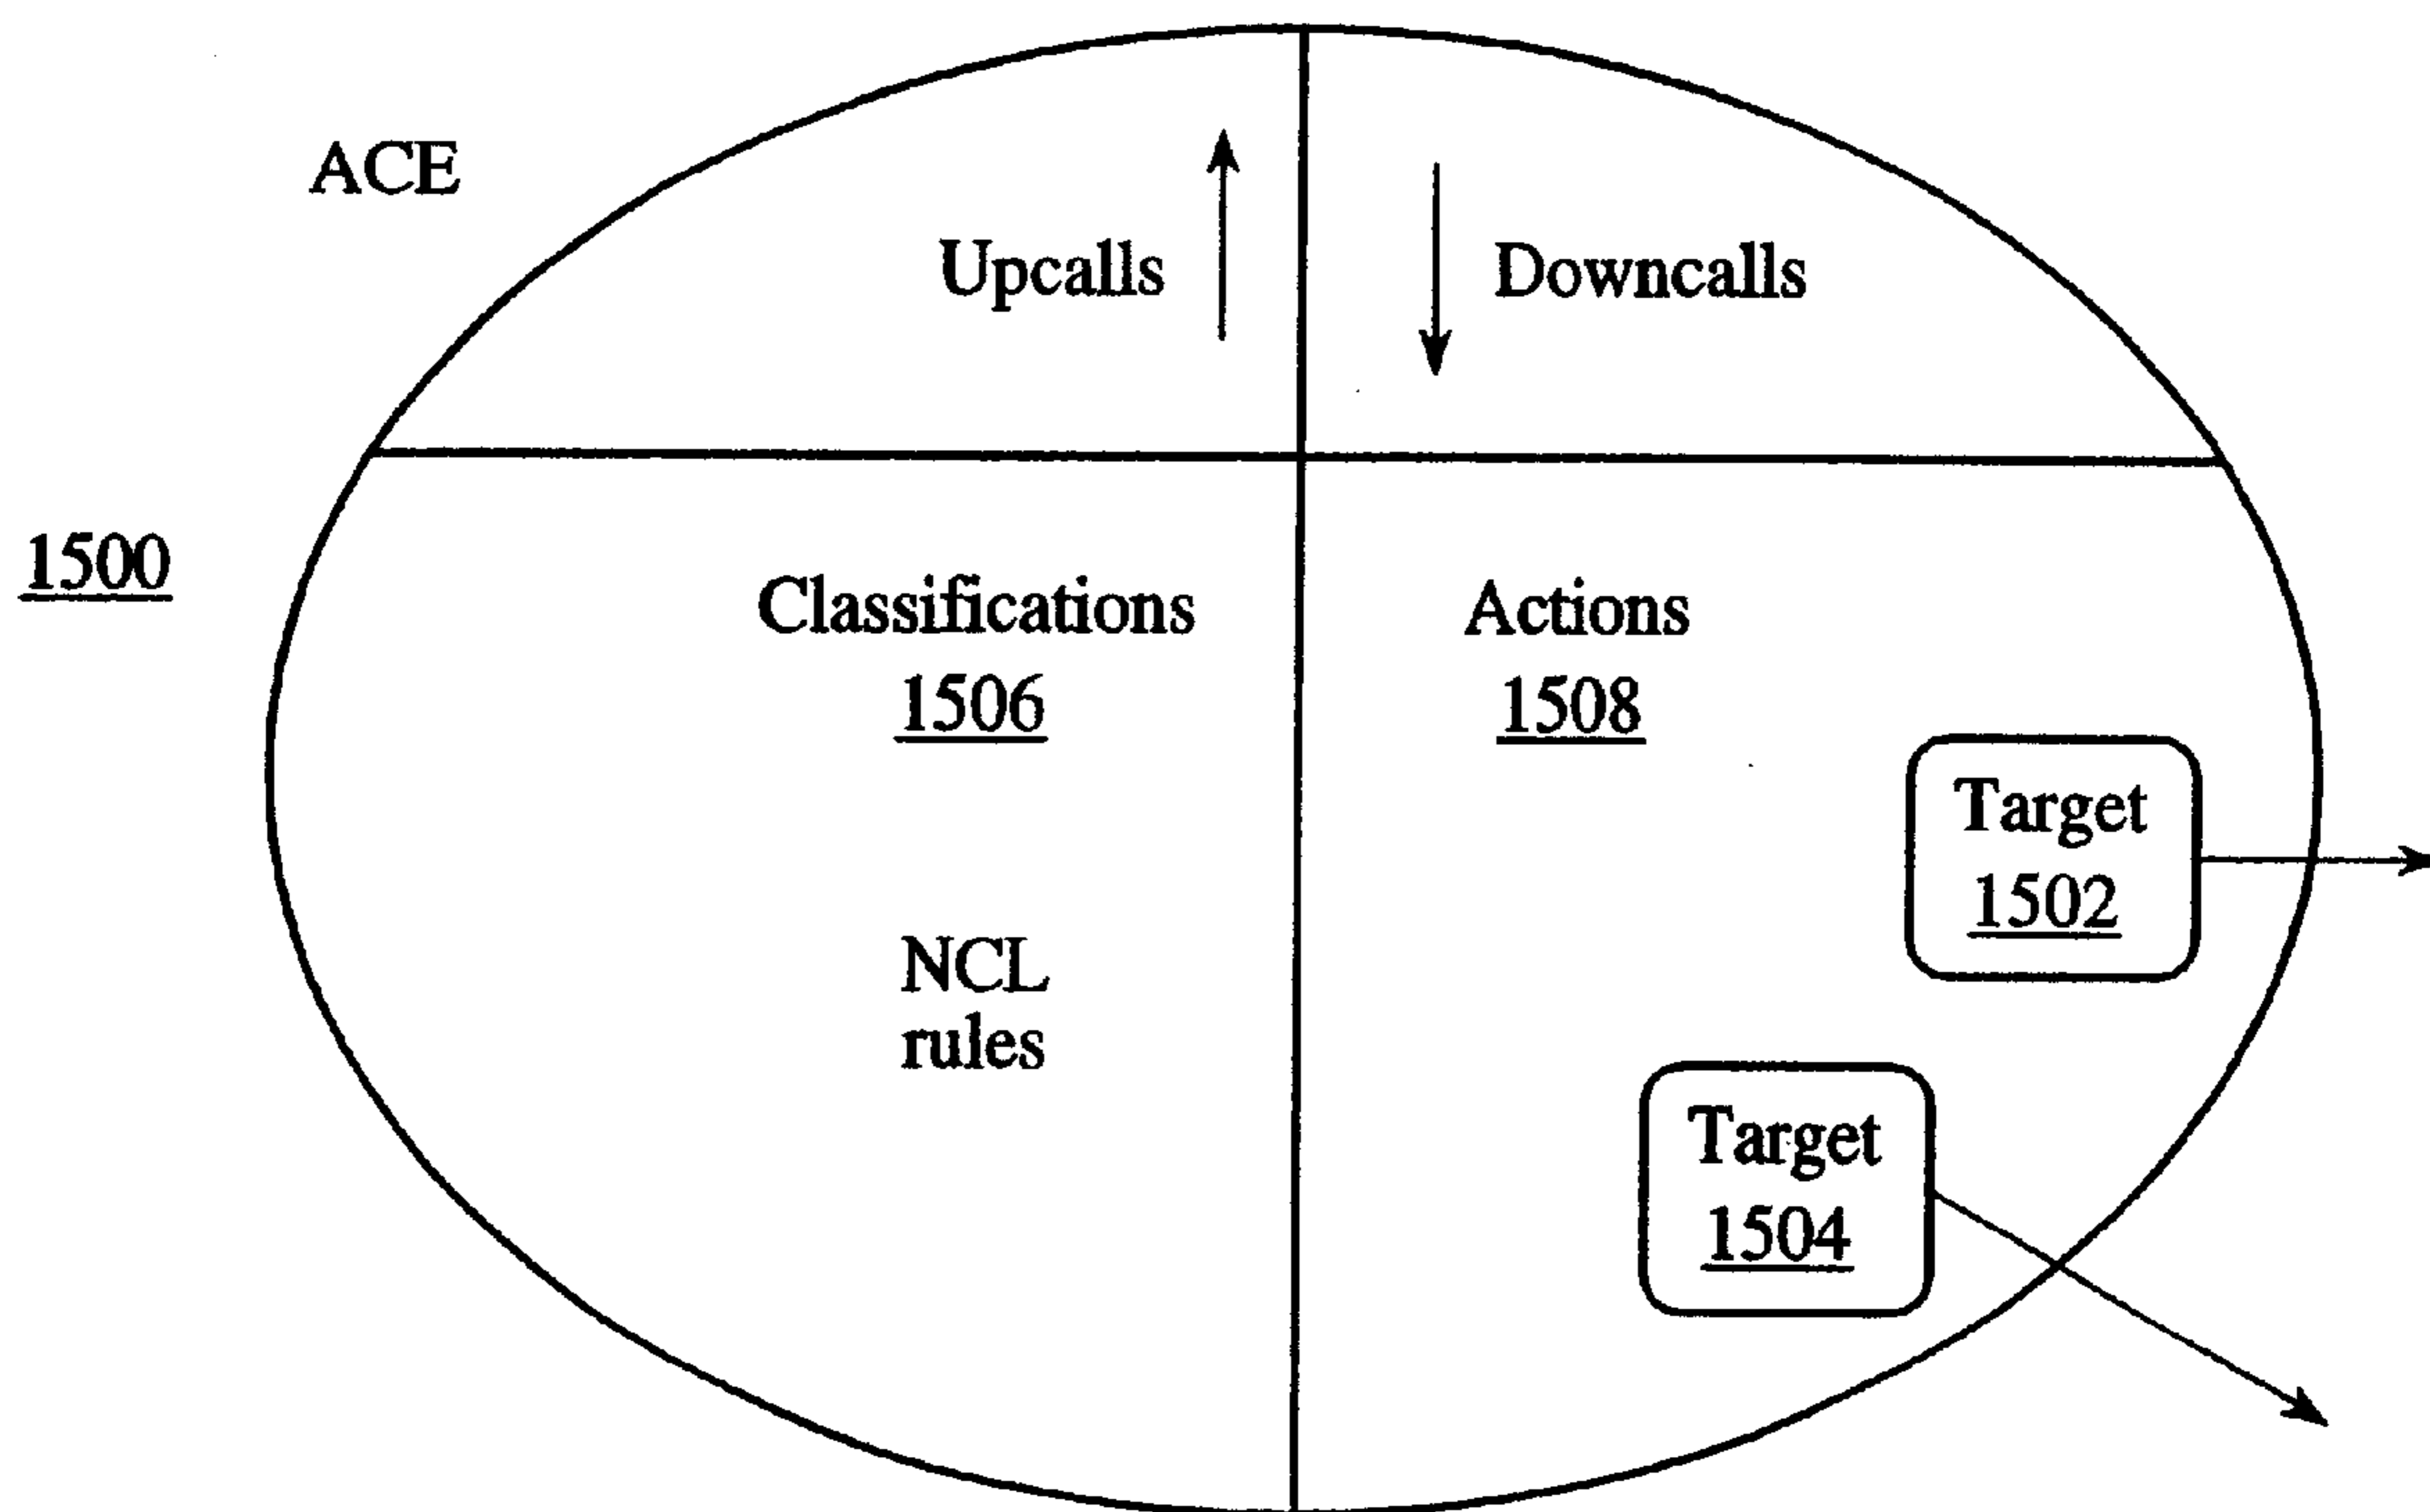 ACE
Upcalls
Downcalls
1500
Classifications
1506
Actions
1508
Target
1502
NCL
rules
Target
1504